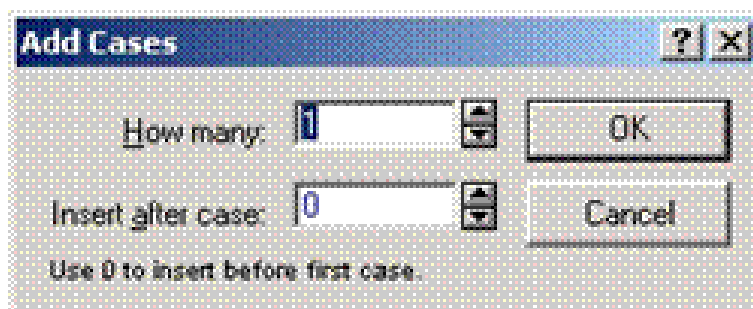 Add Cases
How many: 1 OK
Insert after case: 0 Cancel
Use 0 to insert before first case.